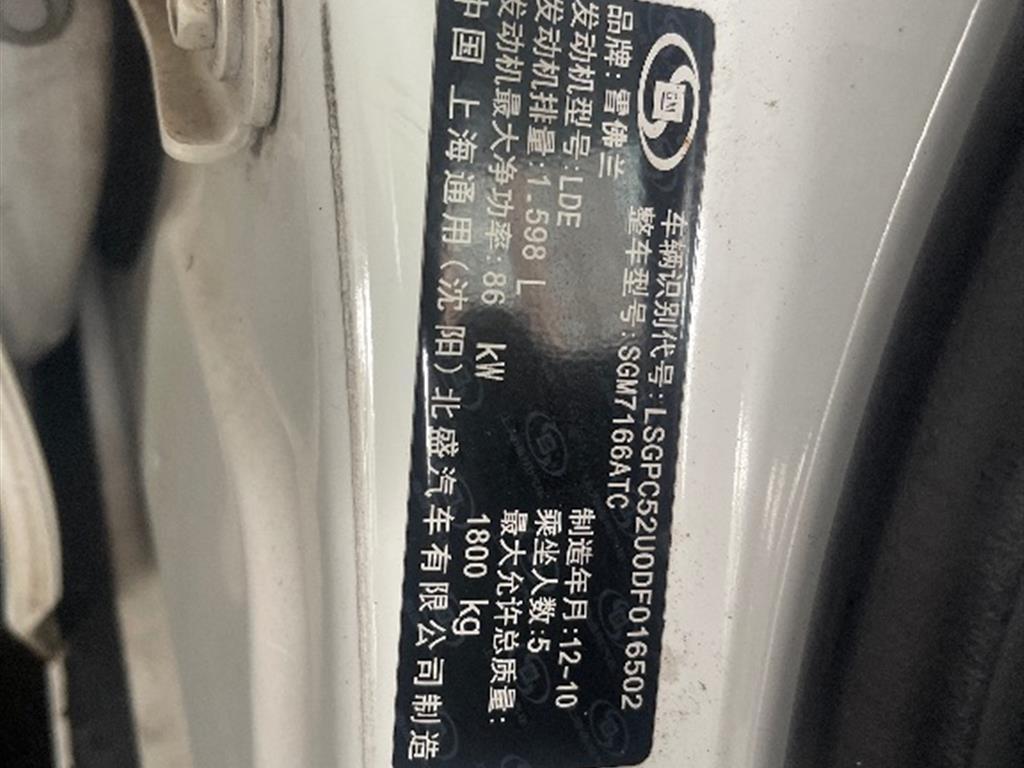 GM
车辆识别代号:LSGPC52U0DF016502
整车型号:SGM7166ATC
品牌:雪佛兰
发动机型号:LDE
制造年月:12-10
发动机排量:1.598 L
乘坐人数:5
发动机最大净功率:86 kW
最大允许总质量:1800 kg
中国 上海通用(沈阳)北盛汽车有限公司制造